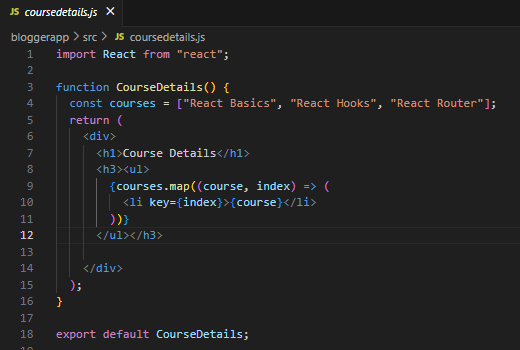 JS coursedetails.js ×
bloggerapp > src > JS coursedetails.js
1 import React from "react";
2
3 function CourseDetails() {
4   const courses = ["React Basics", "React Hooks", "React Router"];
5   return (
6     <div>
7       <h1>Course Details</h1>
8       <h3><ul>
9         {courses.map((course, index) => (
10           <li key={index}>{course}</li>
11         ))}
12       </ul></h3>
13
14     </div>
15   );
16 }
17
18 export default CourseDetails;